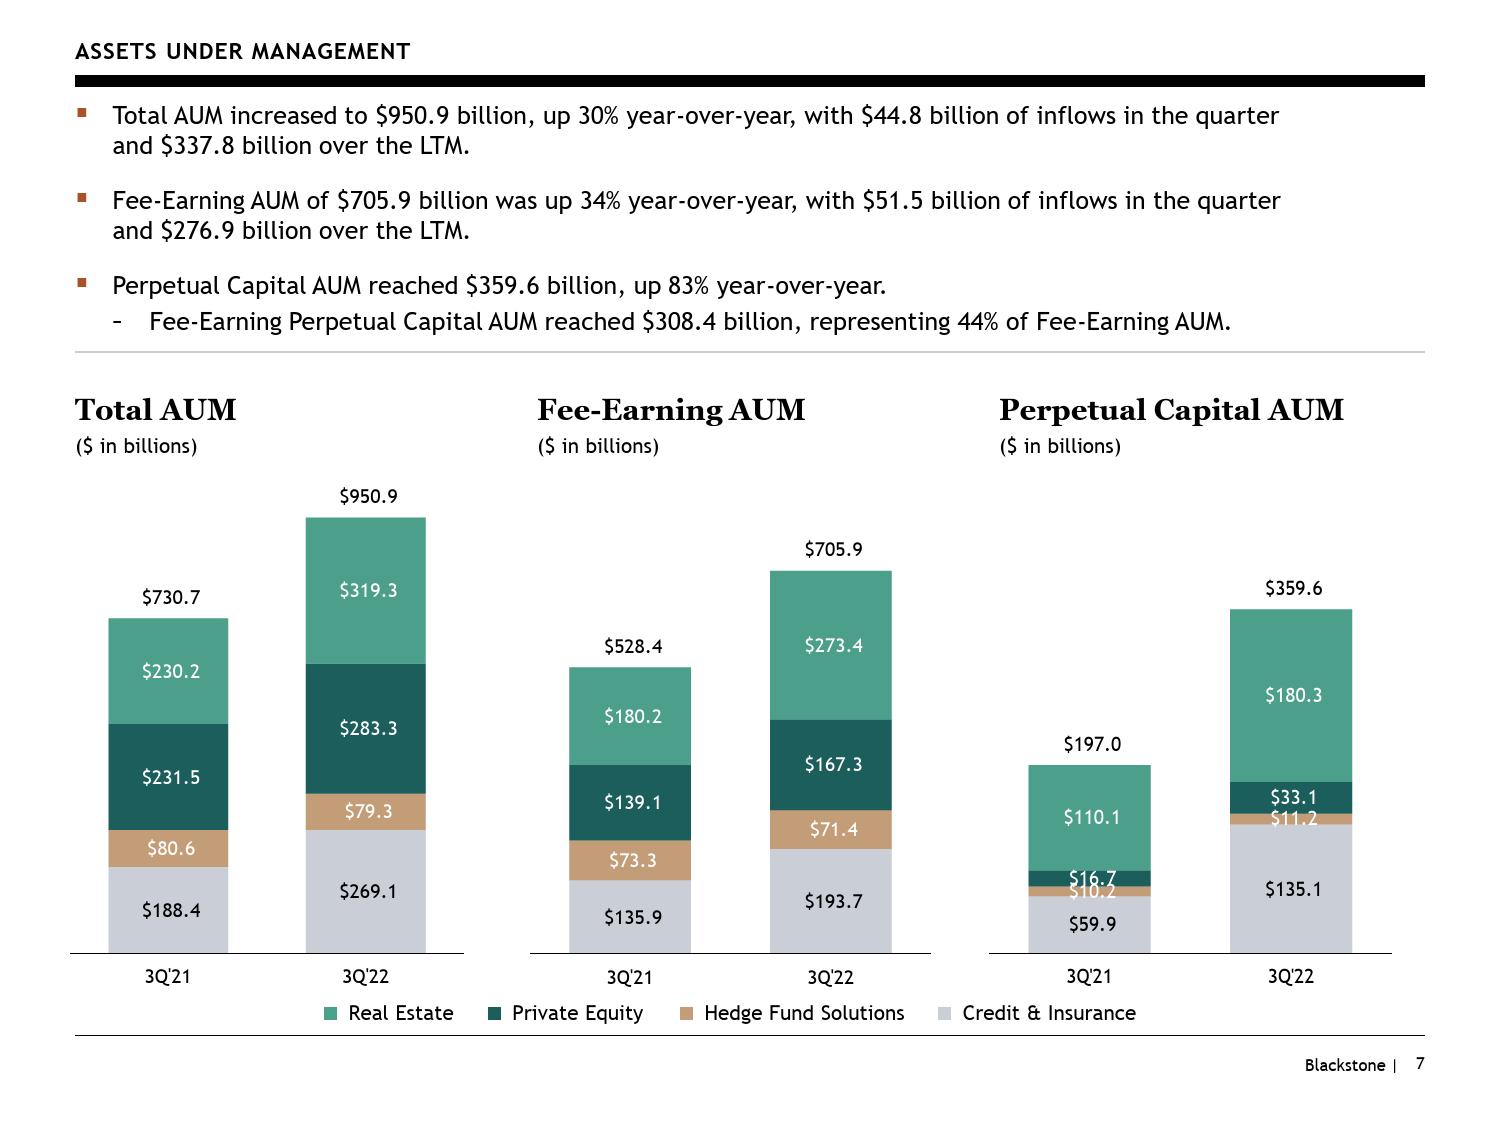 ASSETS UNDER MANAGEMENT
▪ Total AUM increased to $950.9 billion, up 30% year-over-year, with $44.8 billion of inflows in the quarter
and $337.8 billion over the LTM.
▪ Fee-Earning AUM of $705.9 billion was up 34% year-over-year, with $51.5 billion of inflows in the quarter
and $276.9 billion over the LTM.
▪ Perpetual Capital AUM reached $359.6 billion, up 83% year-over-year.
– Fee-Earning Perpetual Capital AUM reached $308.4 billion, representing 44% of Fee-Earning AUM.
Total AUM
($ in billions)
$730.7
$230.2
$231.5
$80.6
$188.4
3Q'21
$950.9
$319.3
$283.3
$79.3
$269.1
3Q'22
Fee-Earning AUM
($ in billions)
$528.4
$180.2
$139.1
$73.3
$135.9
3Q'21
$705.9
$273.4
$167.3
$71.4
$193.7
3Q'22
Perpetual Capital AUM
($ in billions)
$197.0
$110.1
$16.7
$10.2
$59.9
3Q'21
$359.6
$180.3
$33.1
$11.2
$135.1
3Q'22
Real Estate Private Equity Hedge Fund Solutions Credit & Insurance
Blackstone | 7